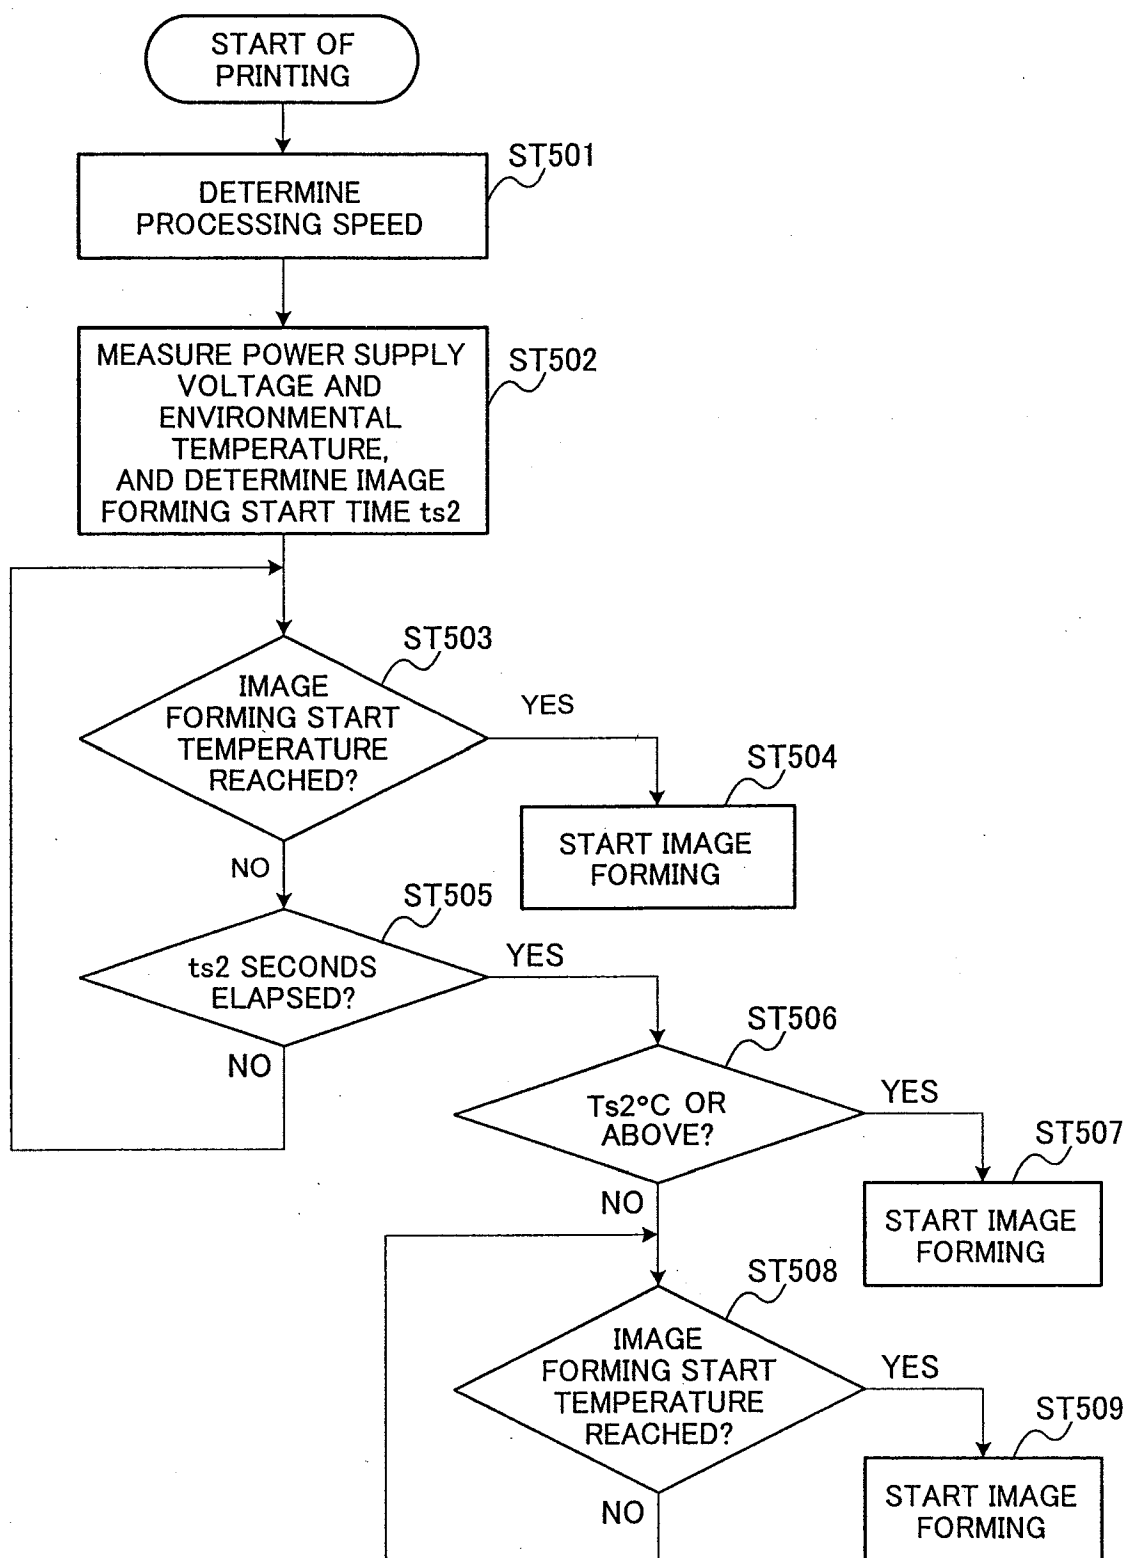 START OF
PRINTING
ST501
DETERMINE
PROCESSING SPEED
ST502
MEASURE POWER SUPPLY
VOLTAGE AND
ENVIRONMENTAL
TEMPERATURE,
AND DETERMINE IMAGE
FORMING START TIME ts2
ST503
IMAGE
FORMING START
TEMPERATURE
REACHED?
YES
ST504
START IMAGE
FORMING
NO
ST505
ts2 SECONDS
ELAPSED?
YES
NO
ST506
Ts2°C OR
ABOVE?
YES
ST507
START IMAGE
FORMING
NO
ST508
IMAGE
FORMING START
TEMPERATURE
REACHED?
YES
ST509
START IMAGE
FORMING
NO